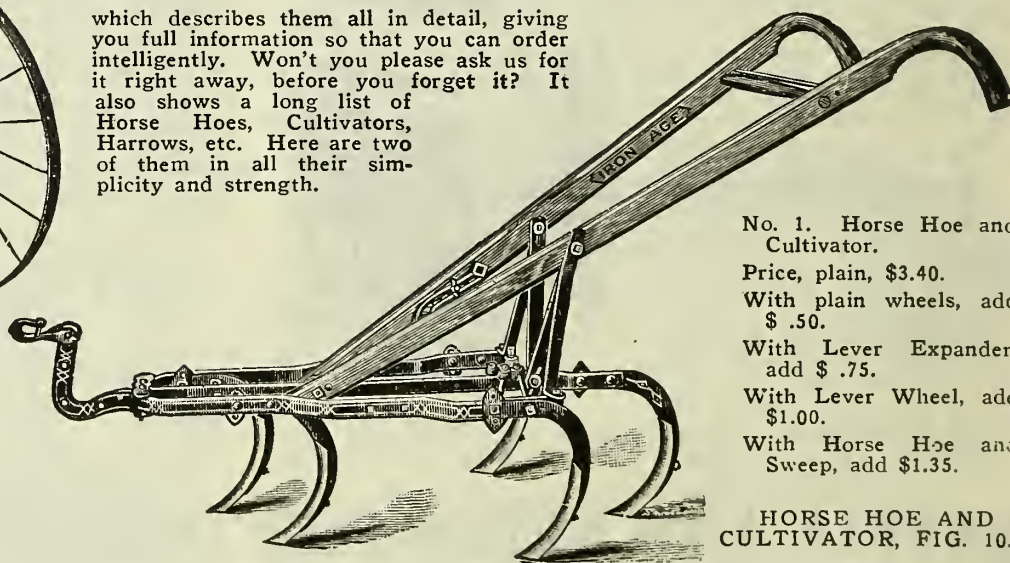 which describes them all in detail, giving
you full information so that you can order
intelligently. Won't you please ask us for
it right away, before you forget it? It
also shows a long list of
Horse Hoes, Cultivators,
Harrows, etc. Here are two
of them in all their sim-
plicity and strength.
IRON AGE
D
E
S
A
No. 1. Horse Hoe and
Cultivator.
Price, plain, $3.40.
With plain wheels, add
$ .50.
With Lever Expander
add $ .75.
With Lever Wheel, add
$1.00.
With Horse Hoe and
Sweep, add $1.35.
HORSE HOE AND
CULTIVATOR, FIG. 10.